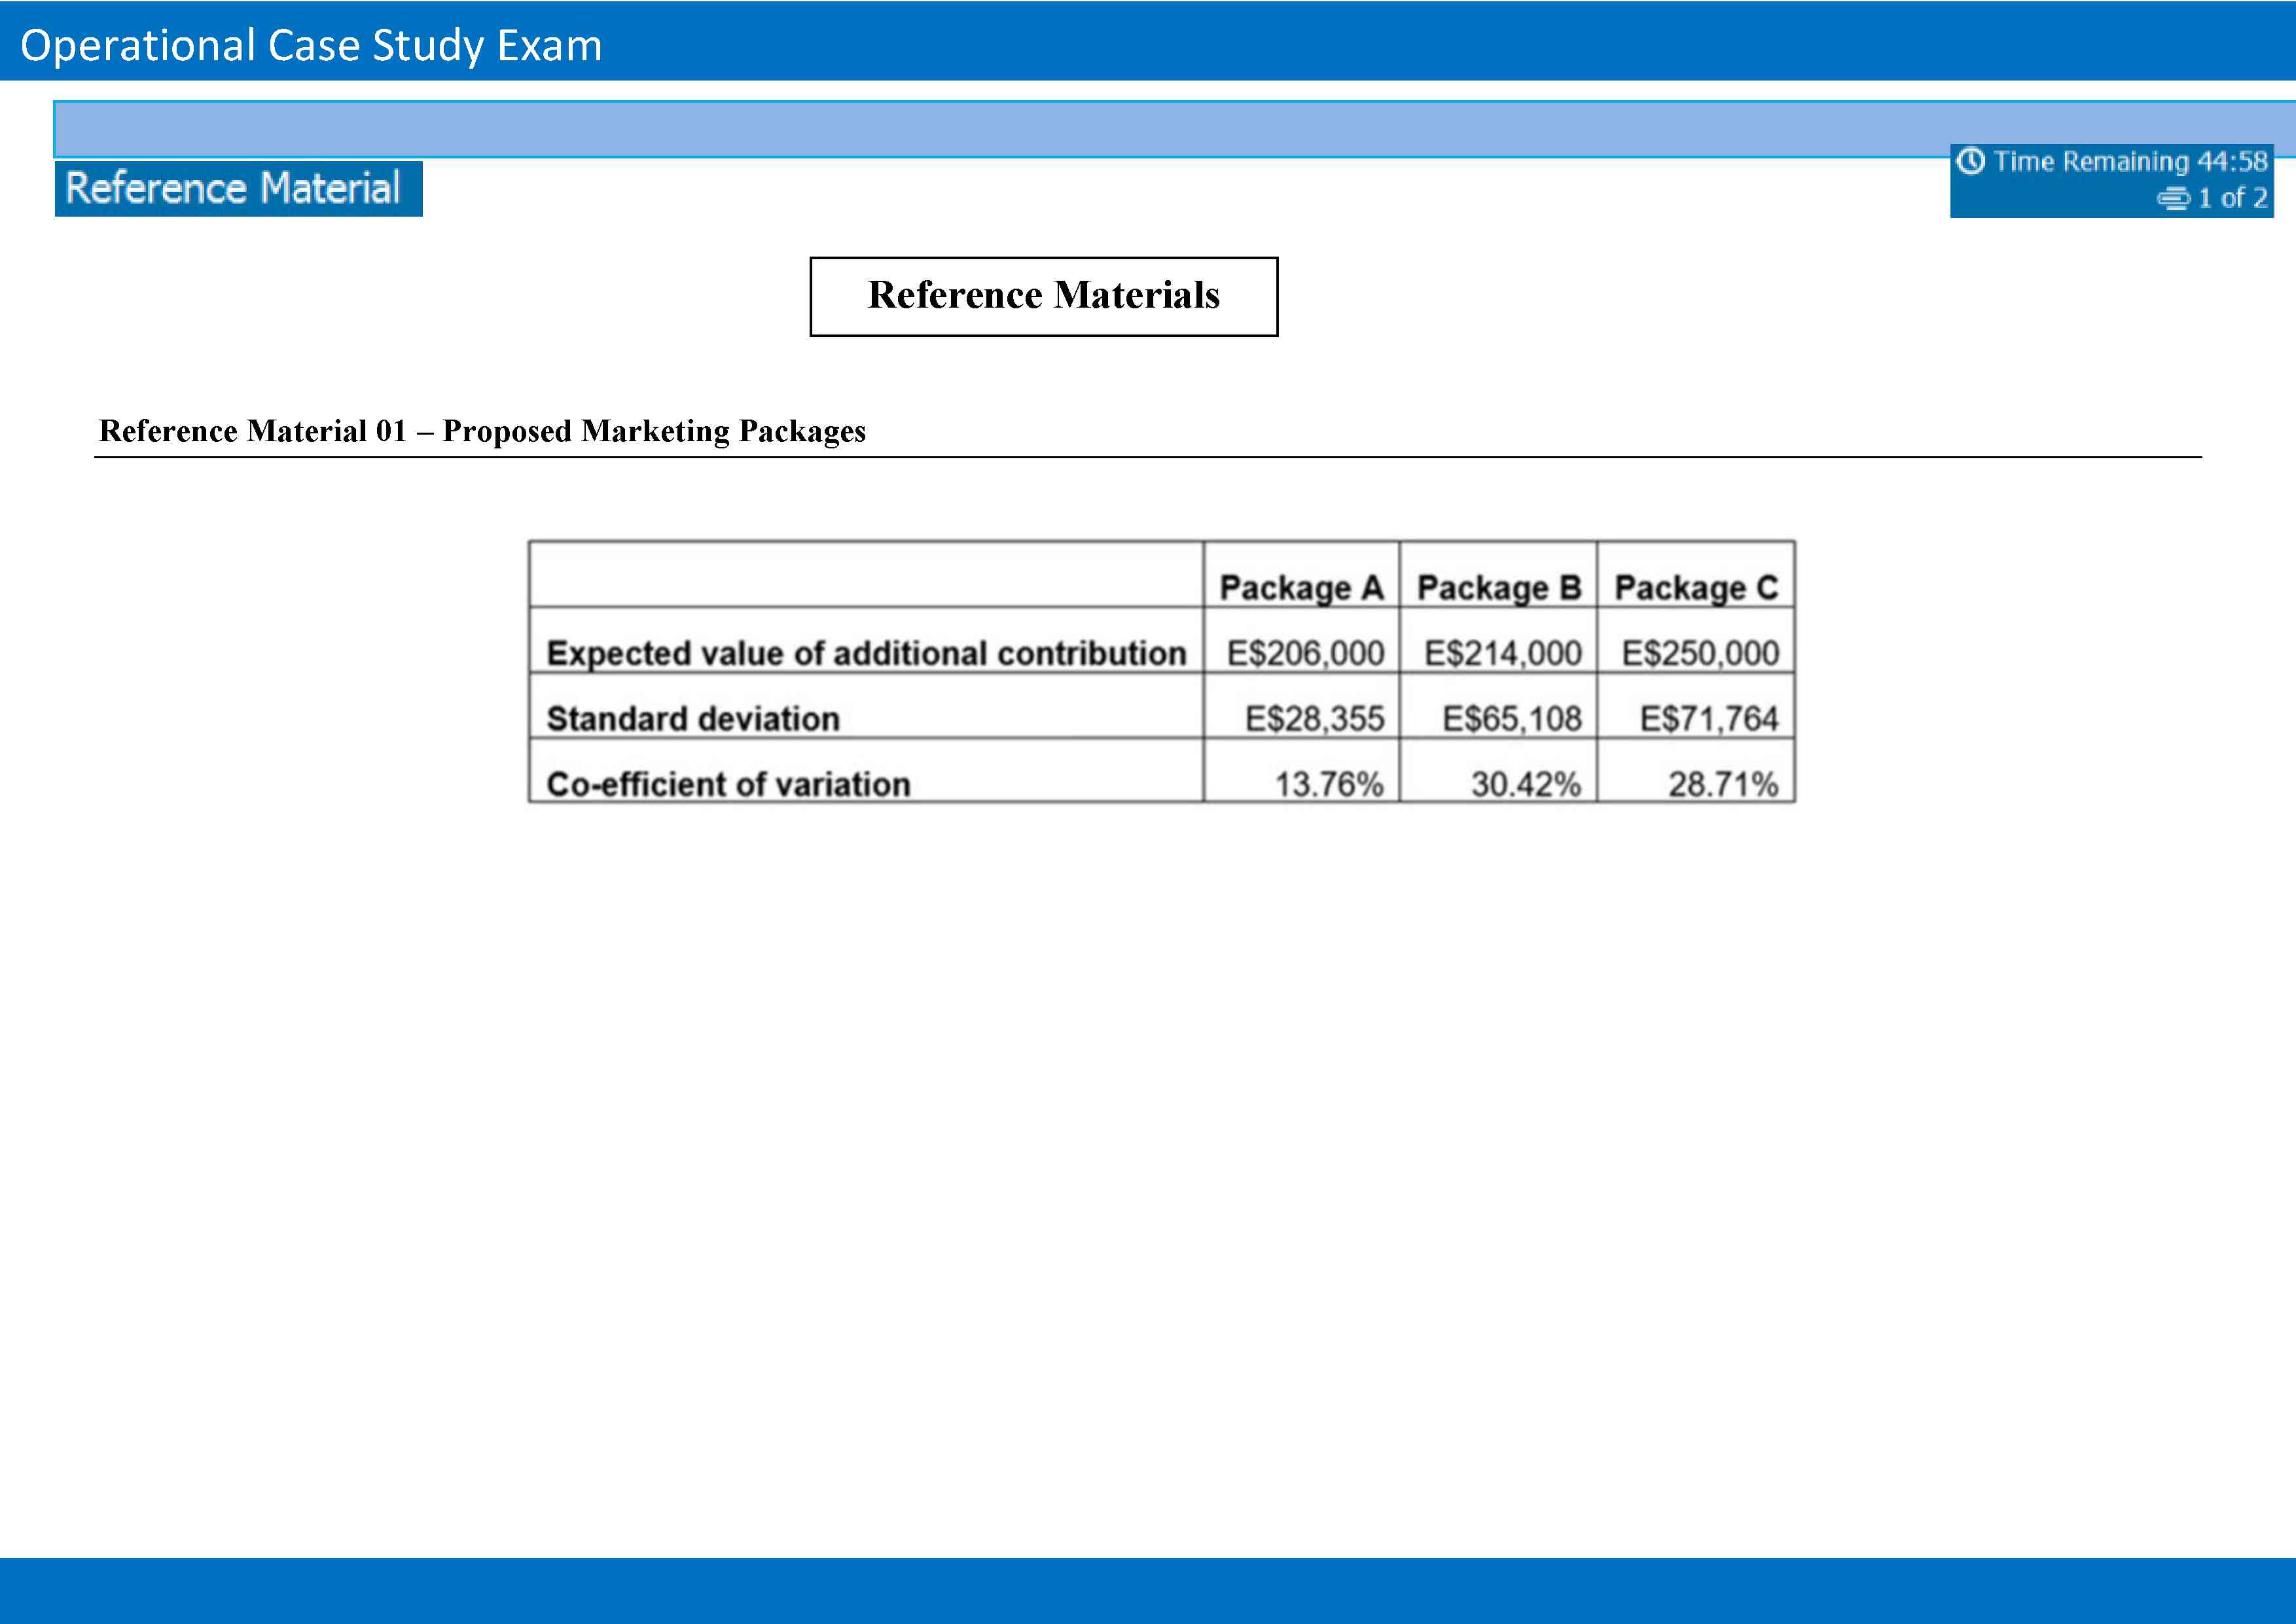 Operational Case Study Exam
Time Remaining 44:58
Reference Material
1 of 2
Reference Materials
Reference Material 01 – Proposed Marketing Packages
Package A Package B Package C
Expected value of additional contribution E$206,000 E$214,000 E$250,000
Standard deviation E$28,355 E$65,108 E$71,764
Co-efficient of variation 13.76% 30.42% 28.71%